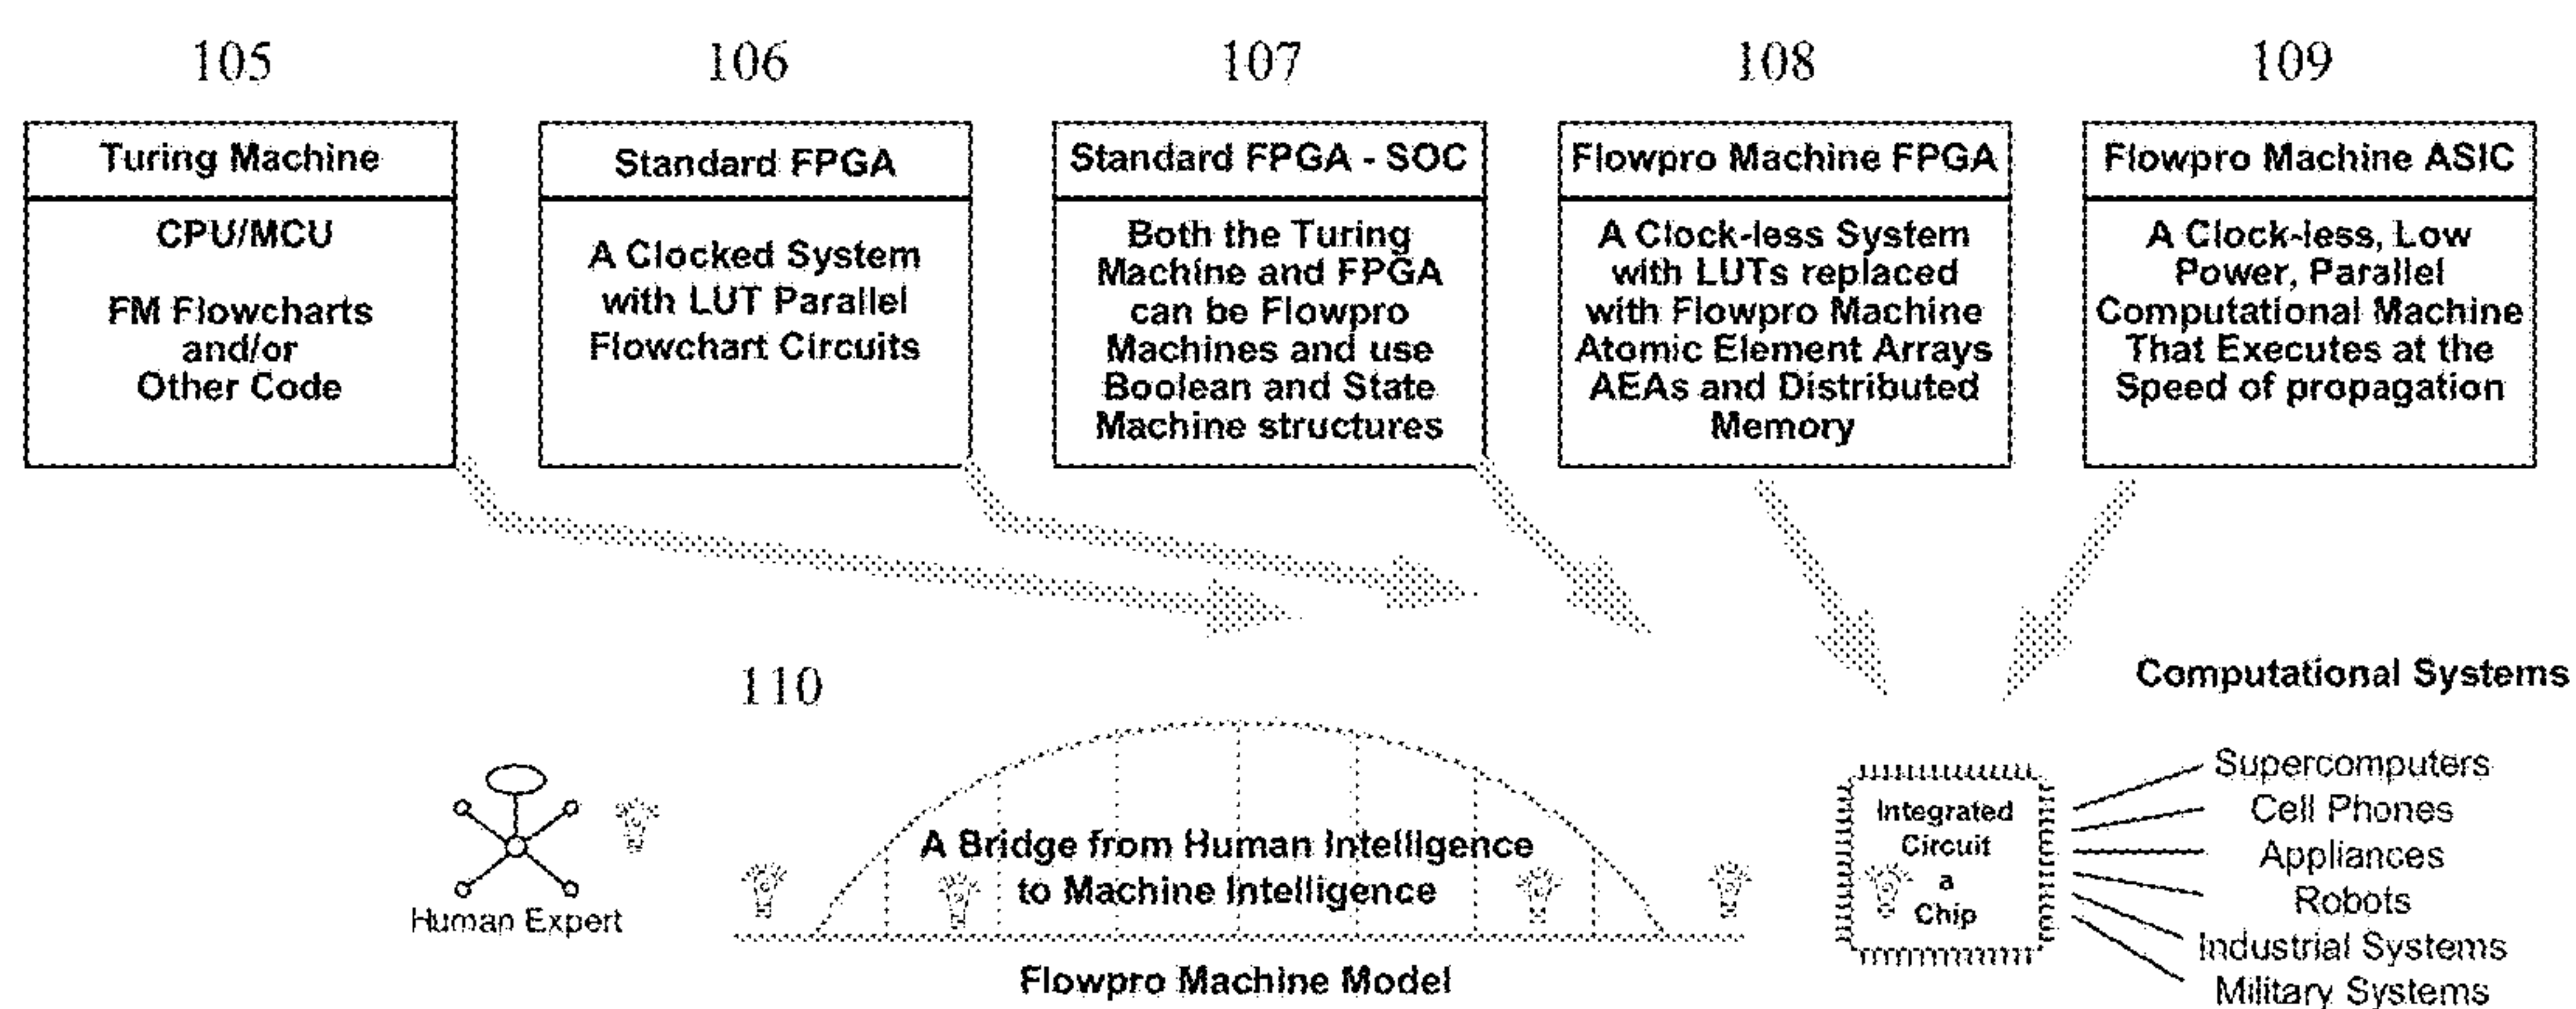 105
106
107
108
109
Turing Machine
CPU/MCU
FM Flowcharts
and/or
Other Code
Standard FPGA
A Clocked System
with LUT Parallel
Flowchart Circuits
Standard FPGA - SOC
Both the Turing
Machine and FPGA
can be Flowpro
Machines and use
Boolean and State
Machine structures
Flowpro Machine FPGA
A Clock-less System
with LUTs replaced
with Flowpro Machine
Atomic Element Arrays
AEAs and Distributed
Memory
Flowpro Machine ASIC
A Clock-less, Low
Power, Parallel
Computational Machine
That Executes at the
Speed of propagation
110
Human Expert
A Bridge from Human Intelligence
to Machine Intelligence
Flowpro Machine Model
Integrated
Circuit
a
Chip
Computational Systems
Supercomputers
Cell Phones
Appliances
Robots
Industrial Systems
Military Systems